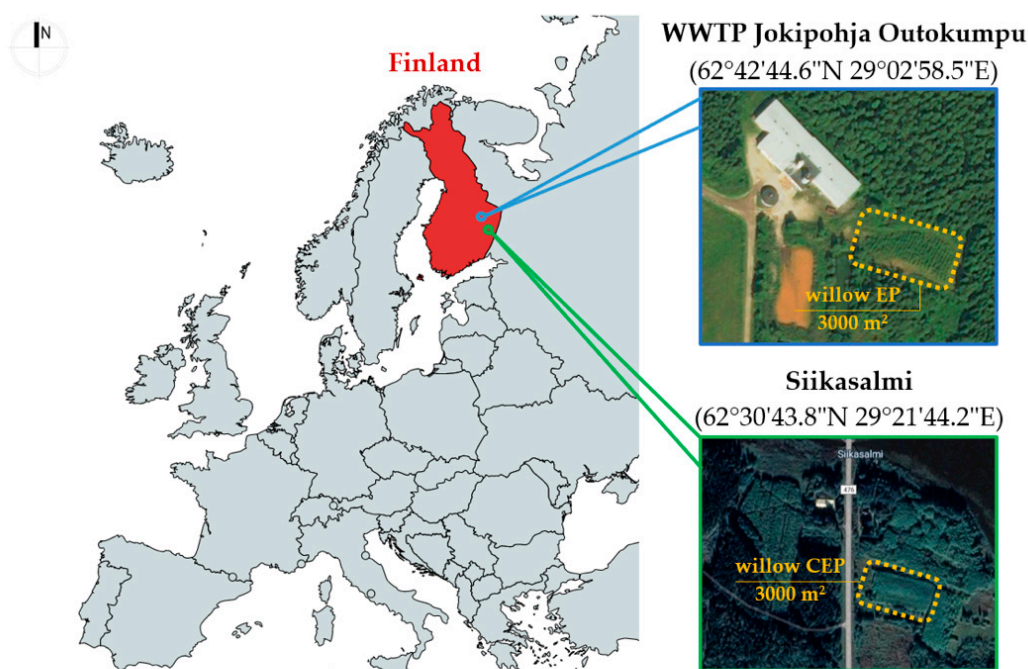 N
Finland
WWTP Jokipohja Outokumpu
(62°42'44.6"N 29°02'58.5"E)
willow EP
3000 m²
Siikasalmi
(62°30'43.8"N 29°21'44.2"E)
Siikasalmi
476
willow CEP
3000 m²